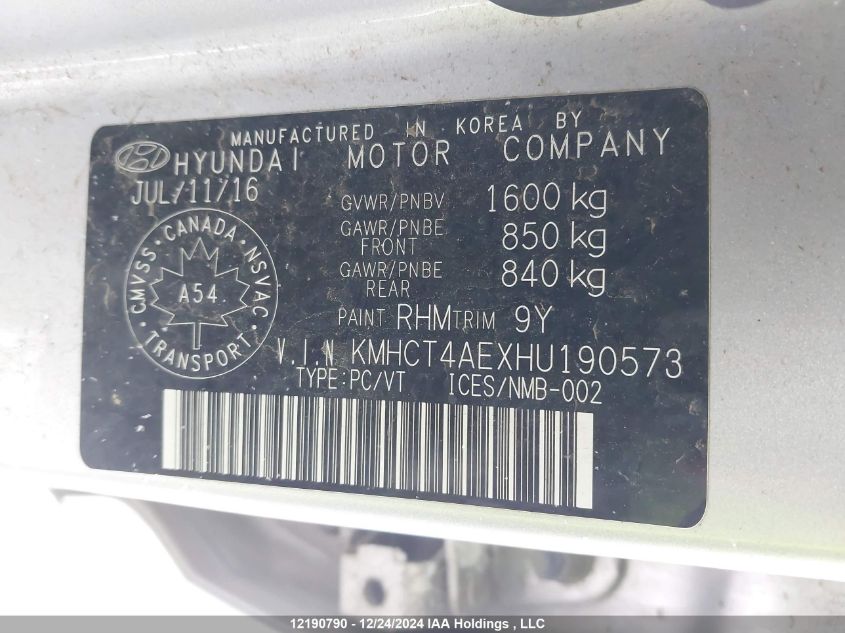 MANUFACTURED IN KOREA BY
HYUNDAI MOTOR COMPANY
JUL/11/16
GVWR/PNBV 1600 kg
GAWR/PNBE FRONT 850 kg
GAWR/PNBE REAR 840 kg
CMVSS · CANADA · NSVAC
A54.
TRANSPORT
PAINT RHM TRIM 9Y
V.I.N KMHCT4AEXHU190573
TYPE:PC/VT ICES/NMB-002
12190790 - 12/24/2024 IAA Holdings , LLC